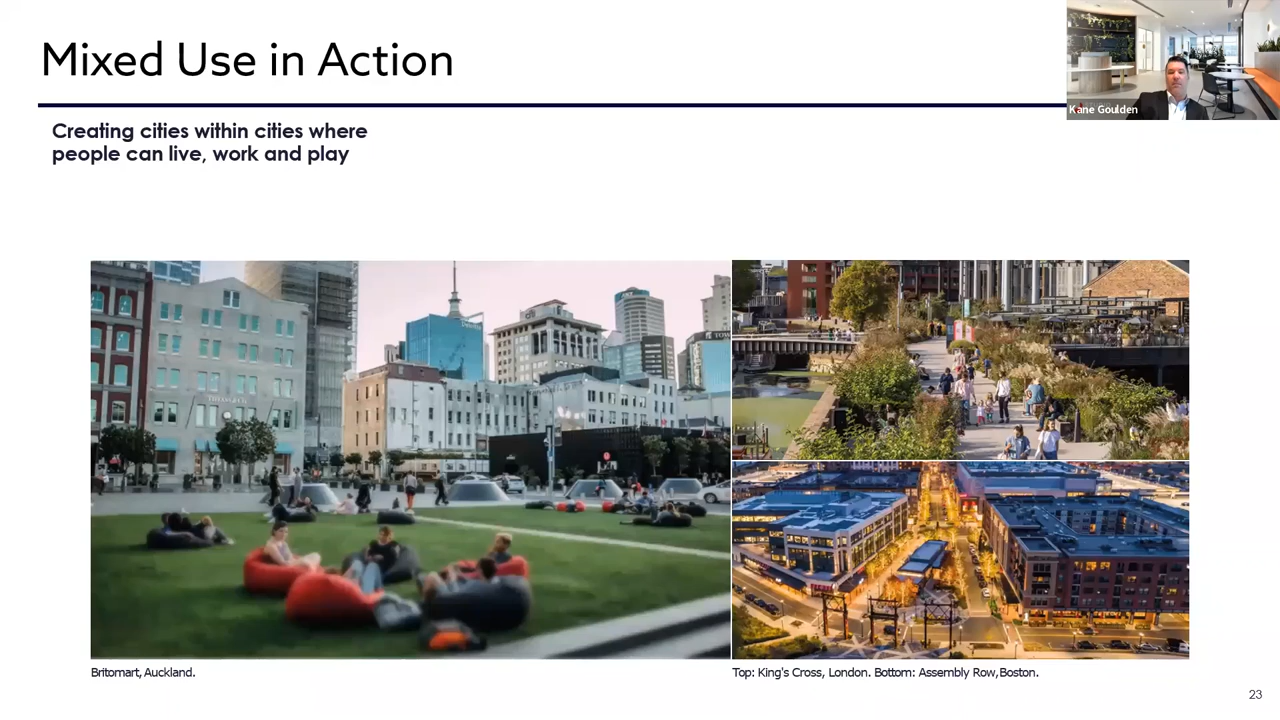 Mixed Use in Action
Kane Goulden
Creating cities within cities where
people can live, work and play
Britomart, Auckland.
Top: King's Cross, London. Bottom: Assembly Row, Boston.
23